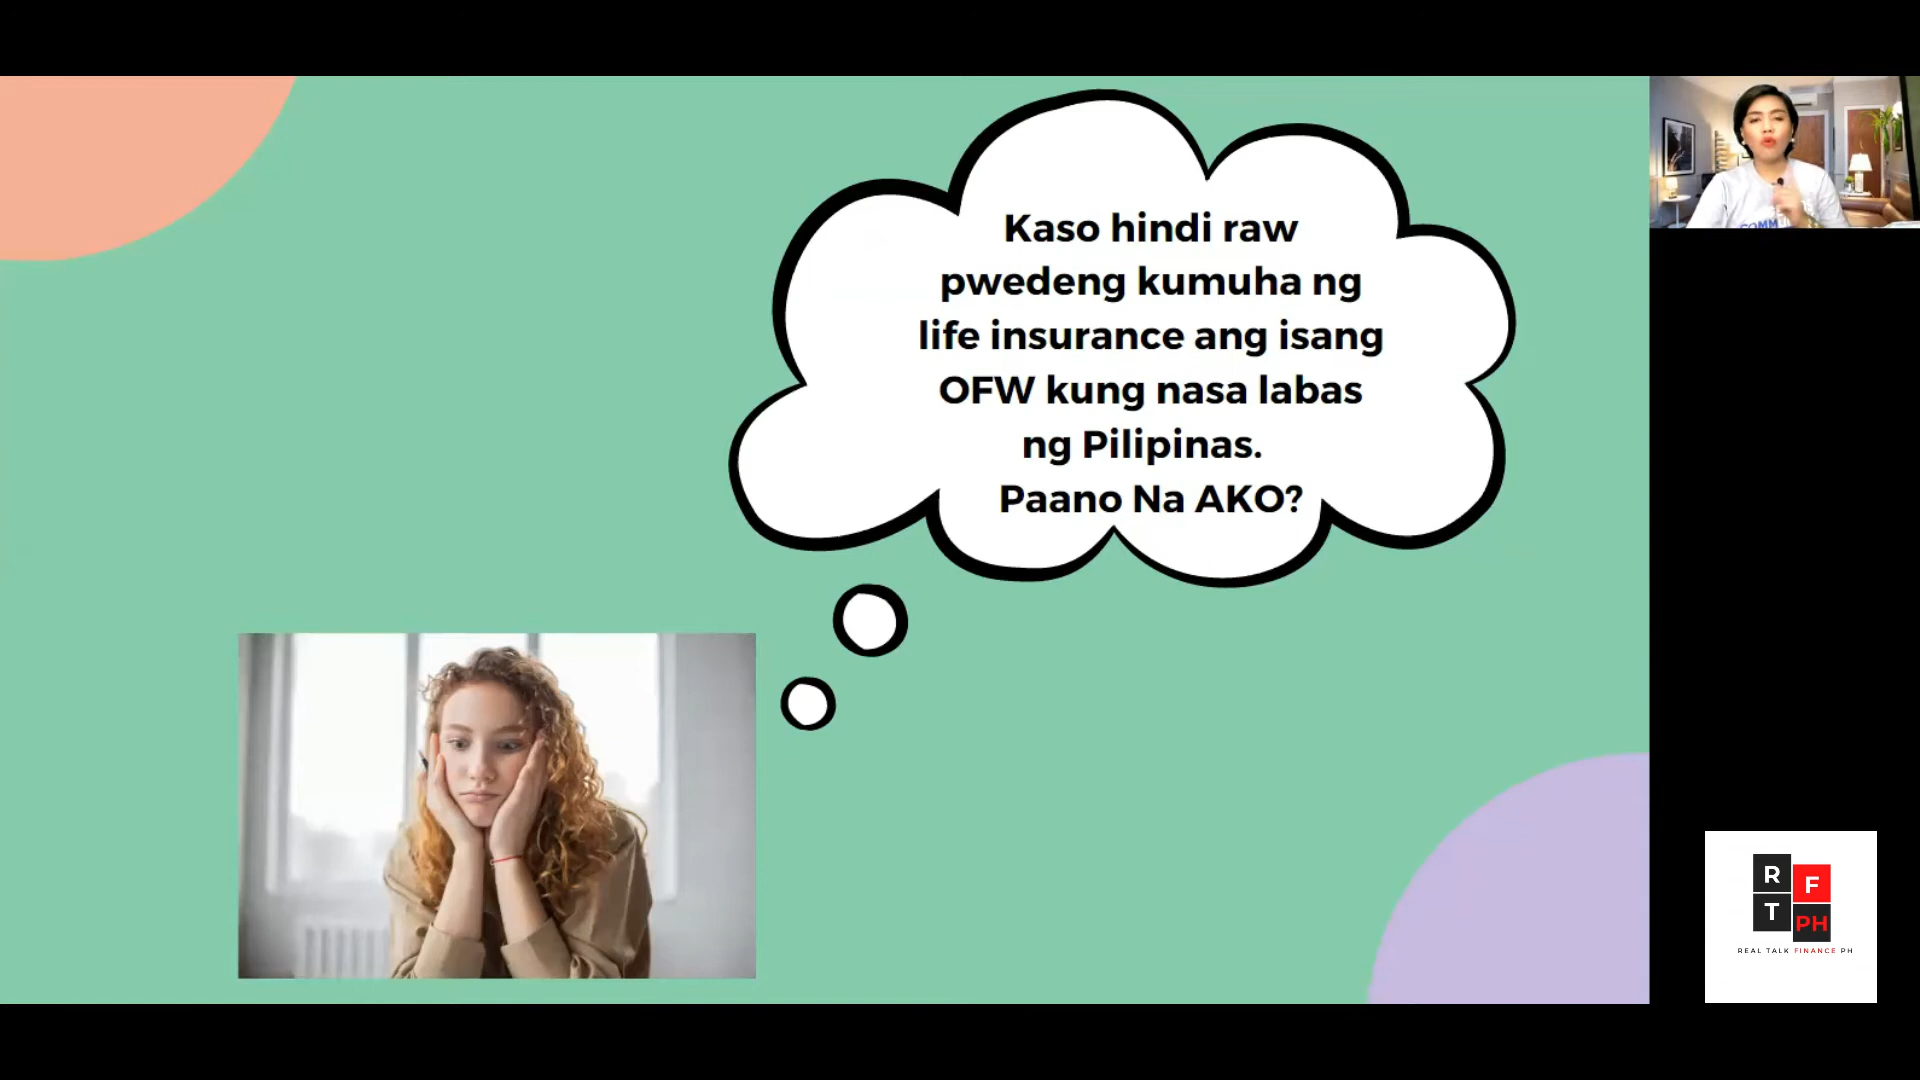 Kaso hindi raw
pwedeng kumuha ng
life insurance ang isang
OFW kung nasa labas
ng Pilipinas.
Paano Na AKO?
R
F
T
PH
REAL TALK FINANCE PH